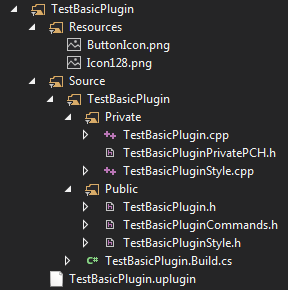 TestBasicPlugin
Resources
ButtonIcon.png
Icon128.png
Source
TestBasicPlugin
Private
TestBasicPlugin.cpp
TestBasicPluginPrivatePCH.h
TestBasicPluginStyle.cpp
Public
TestBasicPlugin.h
TestBasicPluginCommands.h
TestBasicPluginStyle.h
C# TestBasicPlugin.Build.cs
TestBasicPlugin.uplugin